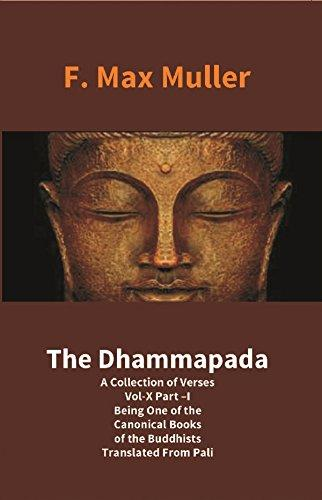 F. Max Muller
The Dhammapada
A Collection of Verses
Vol-X Part –I
Being One of the
Canonical Books
of the Buddhists
Translated From Pali